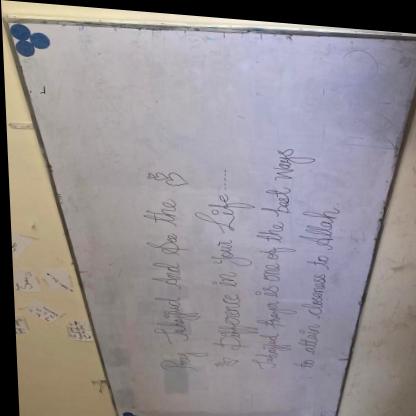 Pray Tahajjud And See the
Difference in Your Life.....
Tahajjud Prayer is one of the best Ways
to attain closeness to Allah.